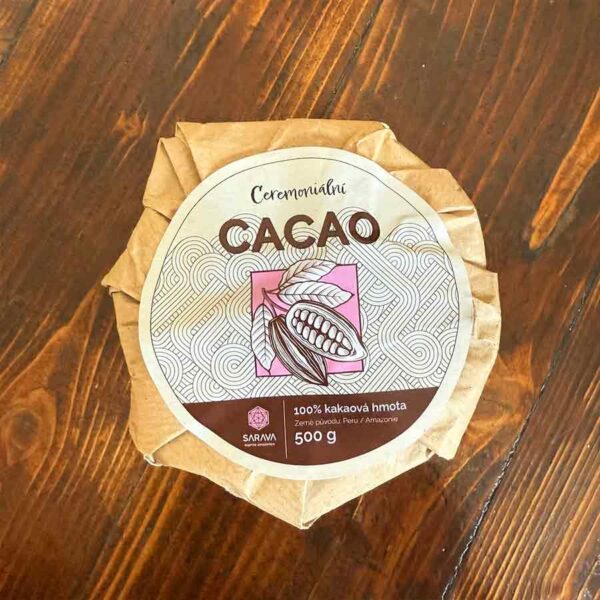 Ceremoniální
CACAO
100% kakaová hmota
Země původu: Peru / Amazonie
500 g
SARAVA